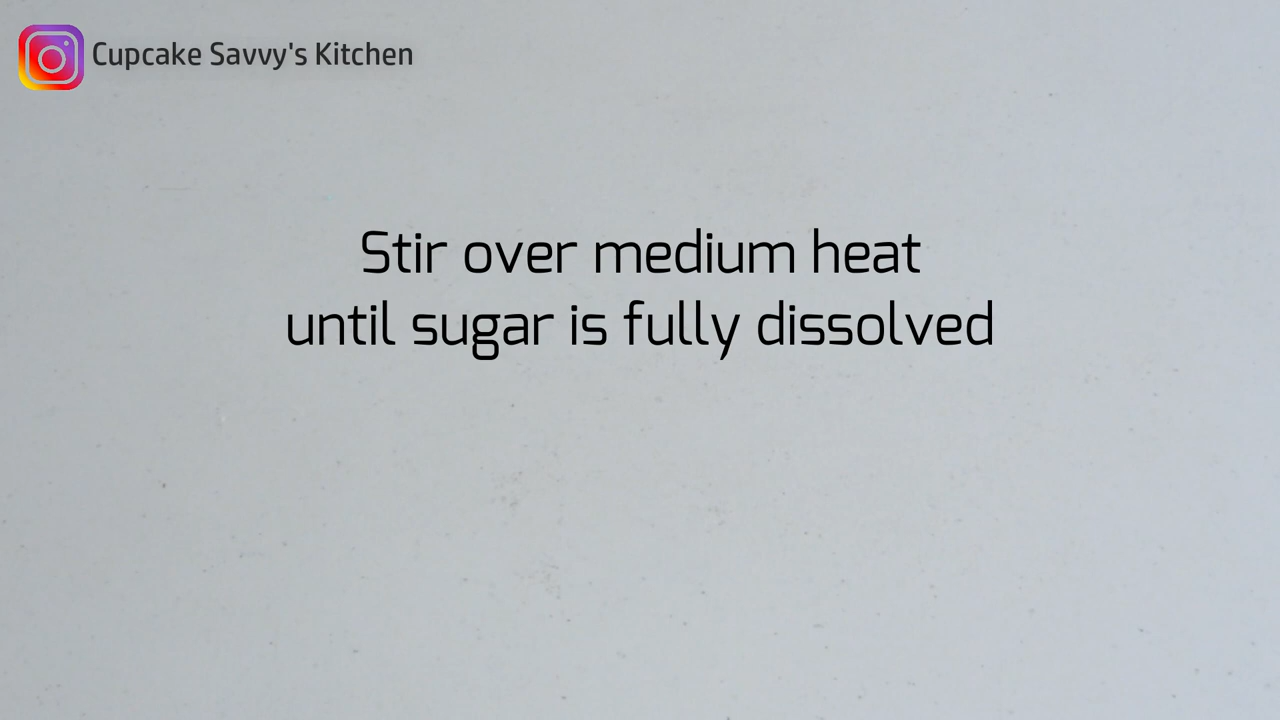 Cupcake Savvy's Kitchen
Stir over medium heat
until sugar is fully dissolved